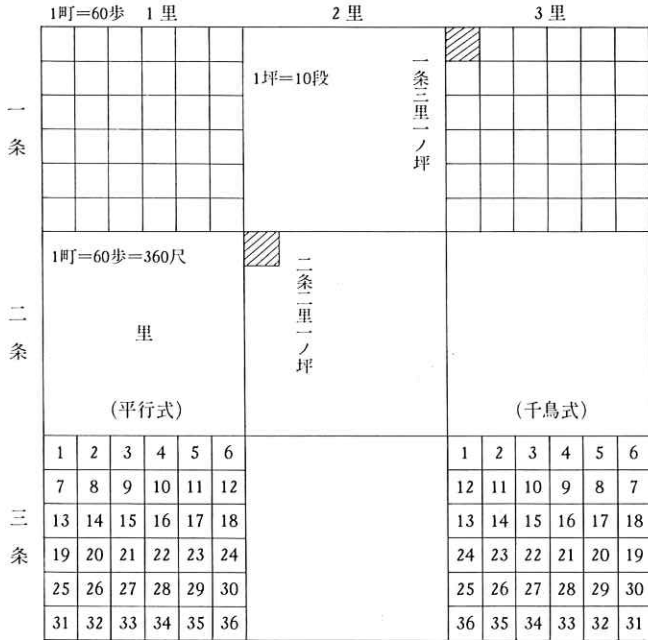 1町=60歩 1里 2里 3里
一条
1坪=10段
一条三里一ノ坪
二条
1町=60歩=360尺
里
(平行式)
二条二里一ノ坪
(千鳥式)
三条
1 2 3 4 5 6
7 8 9 10 11 12
13 14 15 16 17 18
19 20 21 22 23 24
25 26 27 28 29 30
31 32 33 34 35 36
1 2 3 4 5 6
12 11 10 9 8 7
13 14 15 16 17 18
24 23 22 21 20 19
25 26 27 28 29 30
36 35 34 33 32 31